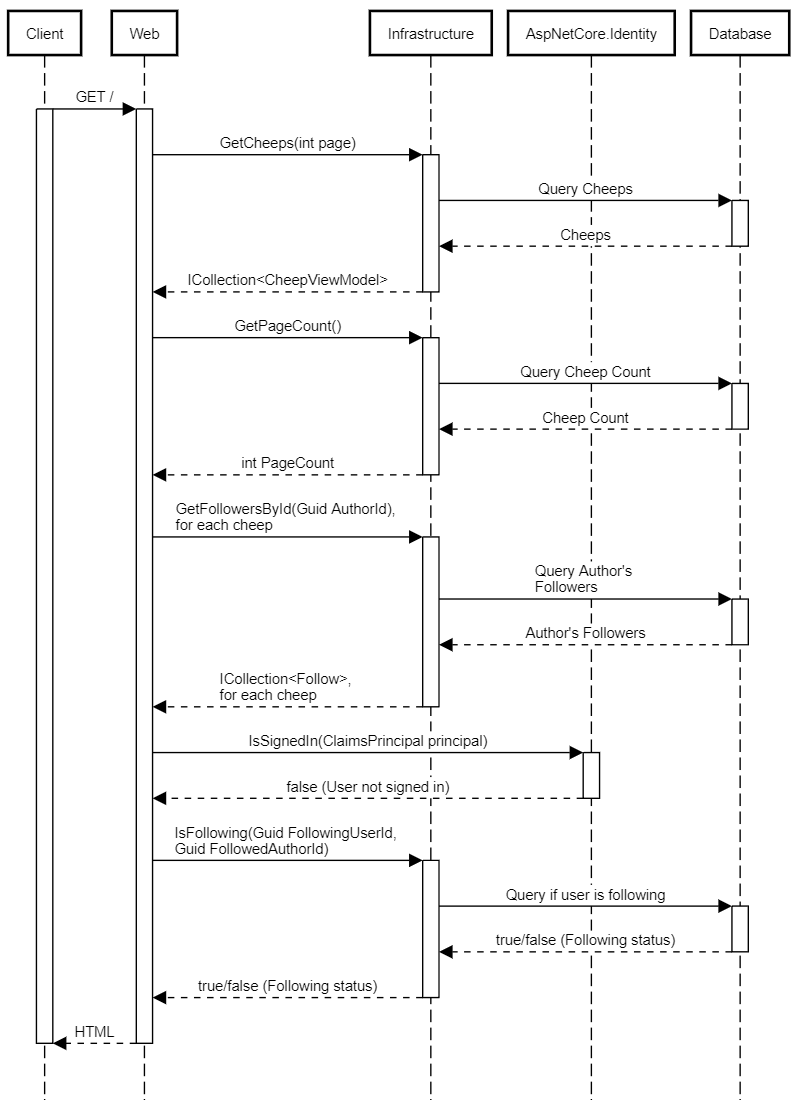 Client
Web
Infrastructure
AspNetCore.Identity
Database
GET /
GetCheeps(int page)
Query Cheeps
Cheeps
ICollection<CheepViewModel>
GetPageCount()
Query Cheep Count
Cheep Count
int PageCount
GetFollowersById(Guid AuthorId),
for each cheep
Query Author's
Followers
Author's Followers
ICollection<Follow>,
for each cheep
IsSignedIn(ClaimsPrincipal principal)
false (User not signed in)
IsFollowing(Guid FollowingUserId,
Guid FollowedAuthorId)
Query if user is following
true/false (Following status)
true/false (Following status)
HTML